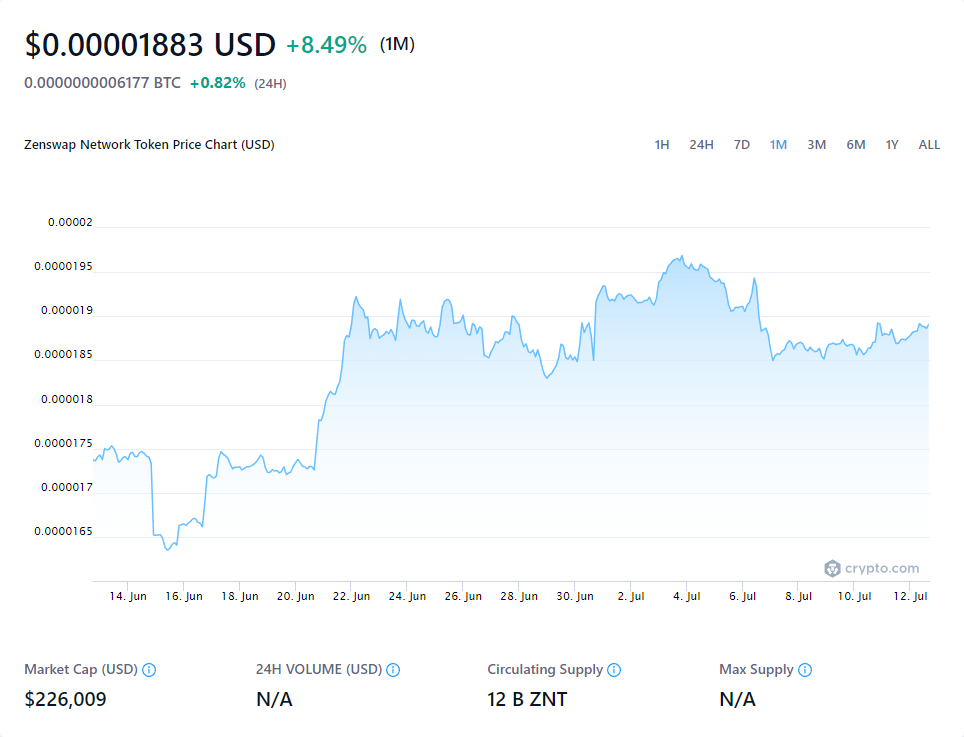 $0.00001883 USD +8.49% (1M)
0.0000000006177 BTC +0.82% (24H)
Zenswap Network Token Price Chart (USD) 1H 24H 7D 1M 3M 6M 1Y ALL
0.00002
0.0000195
0.000019
0.0000185
0.000018
0.0000175
0.000017
0.0000165
crypto.com
14. Jun 16. Jun 18. Jun 20. Jun 22. Jun 24. Jun 26. Jun 28. Jun 30. Jun 2. Jul 4. Jul 6. Jul 8. Jul 10. Jul 12. Jul
Market Cap (USD) 24H VOLUME (USD) Circulating Supply Max Supply
$226,009 N/A 12 B ZNT N/A